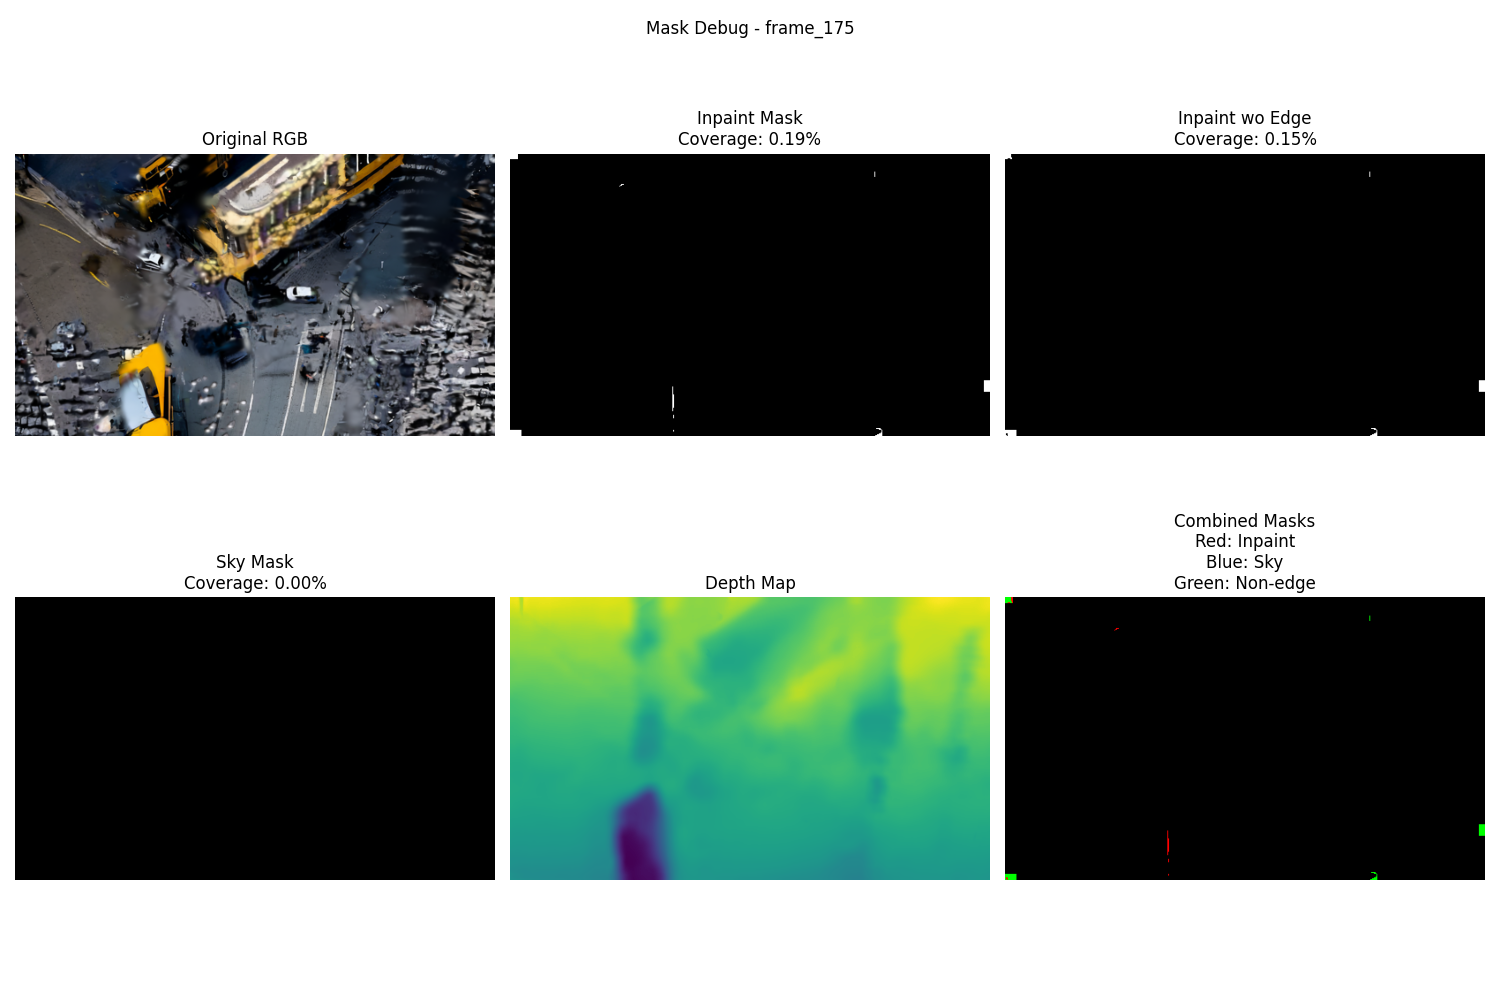 Mask Debug - frame_175
Original RGB
Inpaint Mask
Coverage: 0.19%
Inpaint wo Edge
Coverage: 0.15%
Sky Mask
Coverage: 0.00%
Depth Map
Combined Masks
Red: Inpaint
Blue: Sky
Green: Non-edge